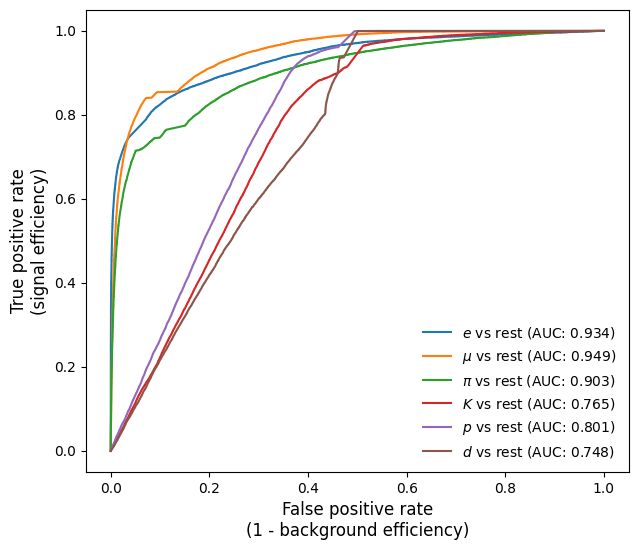 1.0
0.8
0.6
0.4
0.2
0.0
True positive rate
(signal efficiency)
e vs rest (AUC: 0.934)
μ vs rest (AUC: 0.949)
π vs rest (AUC: 0.903)
K vs rest (AUC: 0.765)
p vs rest (AUC: 0.801)
d vs rest (AUC: 0.748)
0.0 0.2 0.4 0.6 0.8 1.0
False positive rate
(1 - background efficiency)